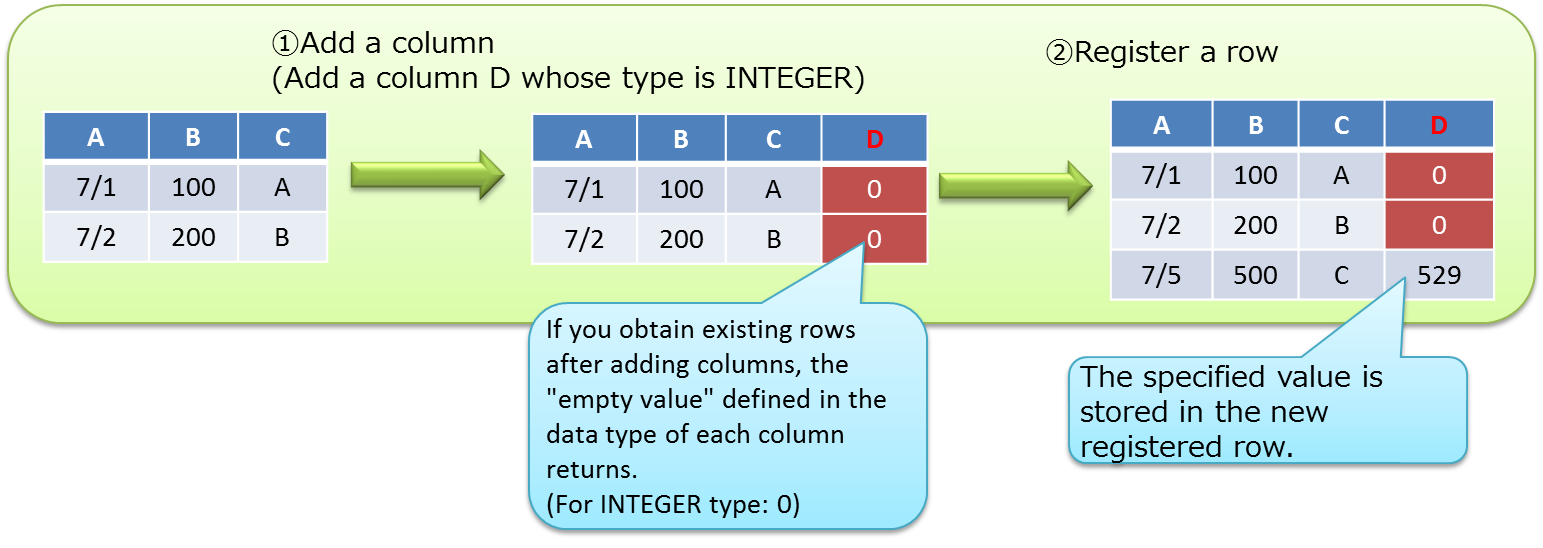 ①Add a column
(Add a column D whose type is INTEGER)
②Register a row
A B C
7/1 100 A
7/2 200 B
A B C D
7/1 100 A 0
7/2 200 B 0
A B C D
7/1 100 A 0
7/2 200 B 0
7/5 500 C 529
If you obtain existing rows
after adding columns, the
"empty value" defined in the
data type of each column
returns.
(For INTEGER type: 0)
The specified value is
stored in the new
registered row.